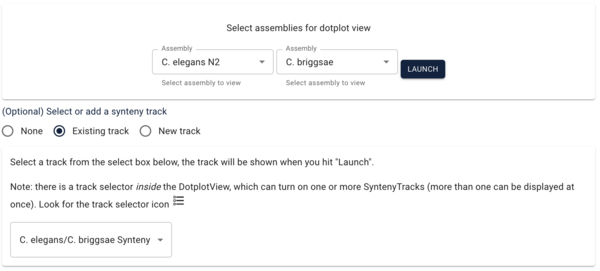 Select assemblies for dotplot view
Assembly Assembly
C. elegans N2 C. briggsae LAUNCH
Select assembly to view Select assembly to view
(Optional) Select or add a synteny track
None Existing track New track
Select a track from the select box below, the track will be shown when you hit "Launch".
Note: there is a track selector inside the DotplotView, which can turn on one or more SyntenyTracks (more than one can be displayed at
once). Look for the track selector icon
C. elegans/C. briggsae Synteny